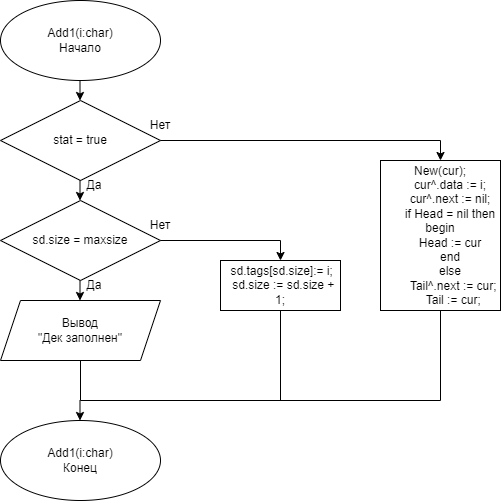 Add1(i:char)
Начало
stat = true
Нет
Да
sd.size = maxsize
Нет
Да
Вывод
"Дек заполнен"
sd.tags[sd.size]:= i;
sd.size := sd.size +
1;
New(cur);
cur^.data := i;
cur^.next := nil;
if Head = nil then
begin
Head := cur
end
else
Tail^.next := cur;
Tail := cur;
Add1(i:char)
Конец